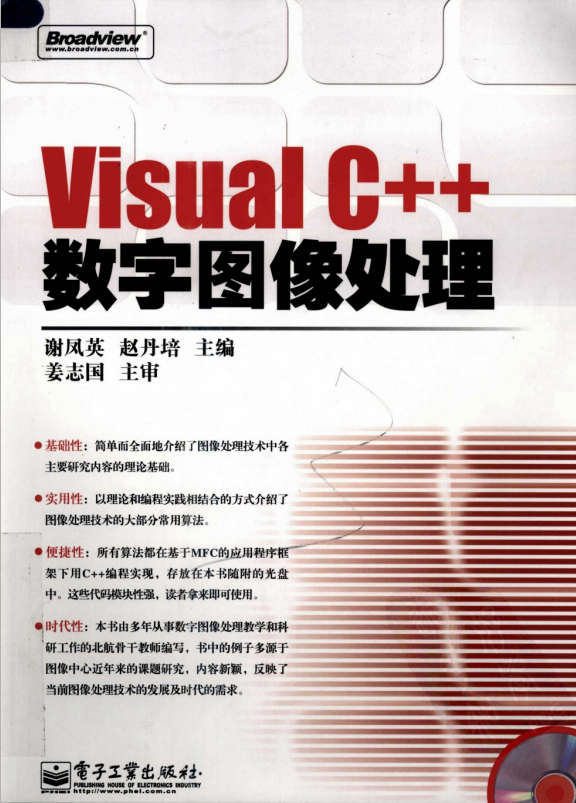 Broadview®
www.broadview.com.cn
Visual C++
数字图像处理
谢凤英 赵丹培 主编
姜志国 主审
●基础性：简单而全面地介绍了图像处理技术中各
主要研究内容的理论基础。
●实用性：以理论和编程实践相结合的方式介绍了
图像处理技术的大部分常用算法。
●便捷性：所有算法都在基于MFC的应用程序框
架下用C++编程实现，存放在本书随附的光盘
中。这些代码模块性强，读者拿来即可使用。
●时代性：本书由多年从事数字图像处理教学和科
研工作的北航骨干教师编写，书中的例子多源于
图像中心近年来的课题研究，内容新颖，反映了
当前图像处理技术的发展及时代的需求。
電子工業出版社·
PUBLISHING HOUSE OF ELECTRONICS INDUSTRY
http://www.phei.com.cn